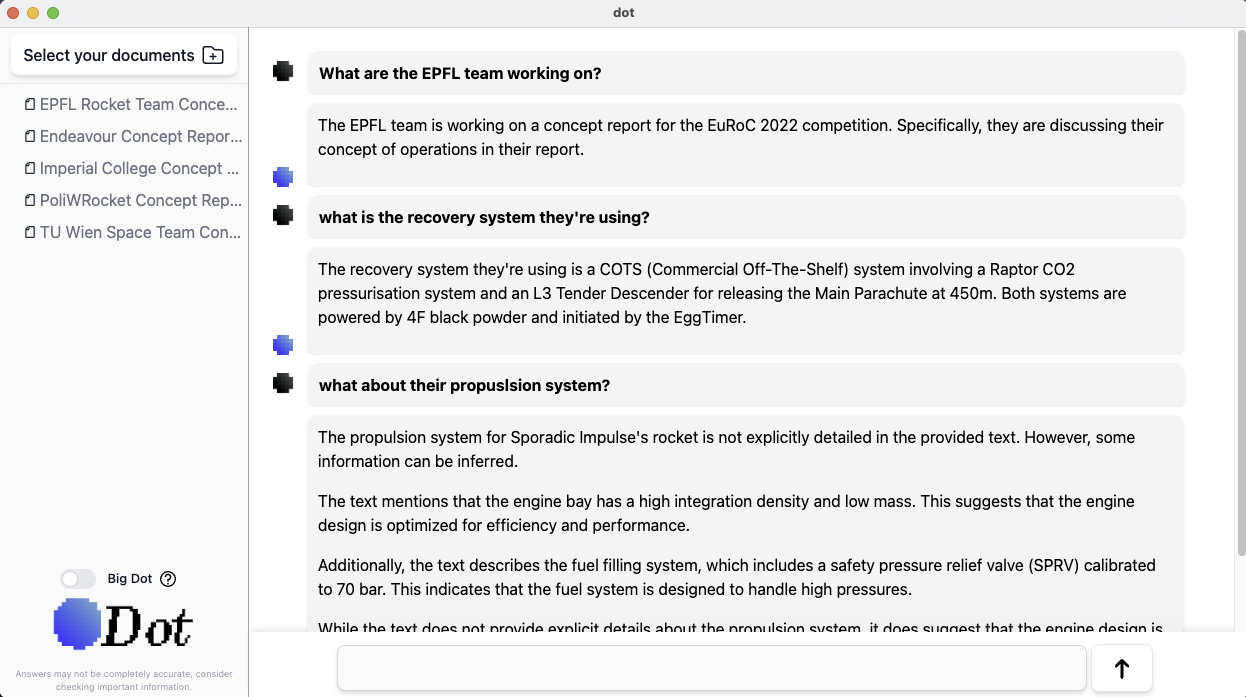 dot
Select your documents
EPFL Rocket Team Conce...
Endeavour Concept Repor...
Imperial College Concept ...
PoliWRocket Concept Rep...
TU Wien Space Team Con...
Big Dot
Dot
Answers may not be completely accurate, consider
checking important information.
What are the EPFL team working on?
The EPFL team is working on a concept report for the EuRoC 2022 competition. Specifically, they are discussing their
concept of operations in their report.
what is the recovery system they're using?
The recovery system they're using is a COTS (Commercial Off-The-Shelf) system involving a Raptor CO2
pressurisation system and an L3 Tender Descender for releasing the Main Parachute at 450m. Both systems are
powered by 4F black powder and initiated by the EggTimer.
what about their propuslsion system?
The propulsion system for Sporadic Impulse's rocket is not explicitly detailed in the provided text. However, some
information can be inferred.
The text mentions that the engine bay has a high integration density and low mass. This suggests that the engine
design is optimized for efficiency and performance.
Additionally, the text describes the fuel filling system, which includes a safety pressure relief valve (SPRV) calibrated
to 70 bar. This indicates that the fuel system is designed to handle high pressures.
While the text does not provide explicit details about the propulsion system, it does suggest that the engine design is